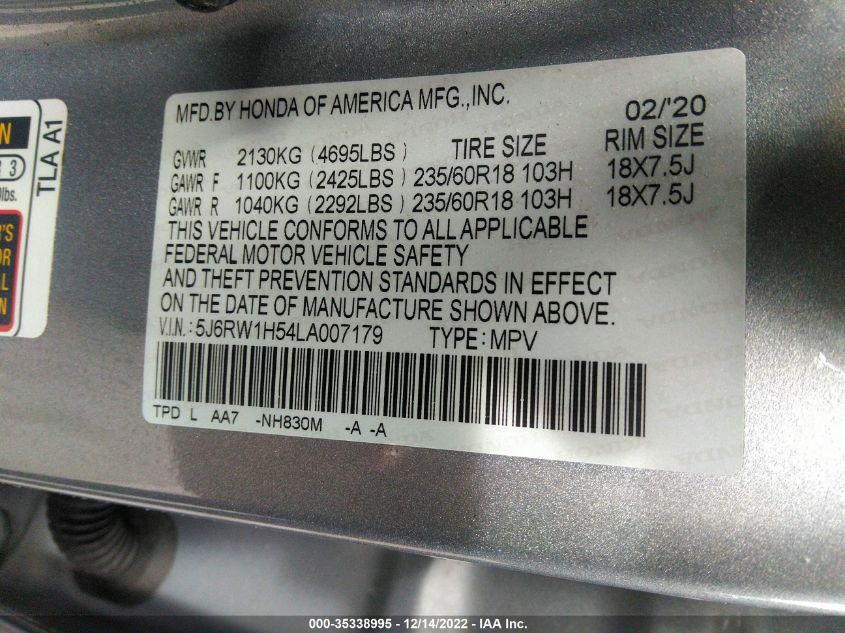 MFD.BY HONDA OF AMERICA MFG.,INC. 02/'20
GVWR 2130KG (4695LBS) TIRE SIZE RIM SIZE
GAWR F 1100KG (2425LBS) 235/60R18 103H 18X7.5J
GAWR R 1040KG (2292LBS) 235/60R18 103H 18X7.5J
THIS VEHICLE CONFORMS TO ALL APPLICABLE
FEDERAL MOTOR VEHICLE SAFETY
AND THEFT PREVENTION STANDARDS IN EFFECT
ON THE DATE OF MANUFACTURE SHOWN ABOVE.
V.I.N.: 5J6RW1H54LA007179 TYPE: MPV
TPD L AA7 -NH830M -A -A
TLA A1
3
lbs.
000-35338995 - 12/14/2022 - IAA Inc.